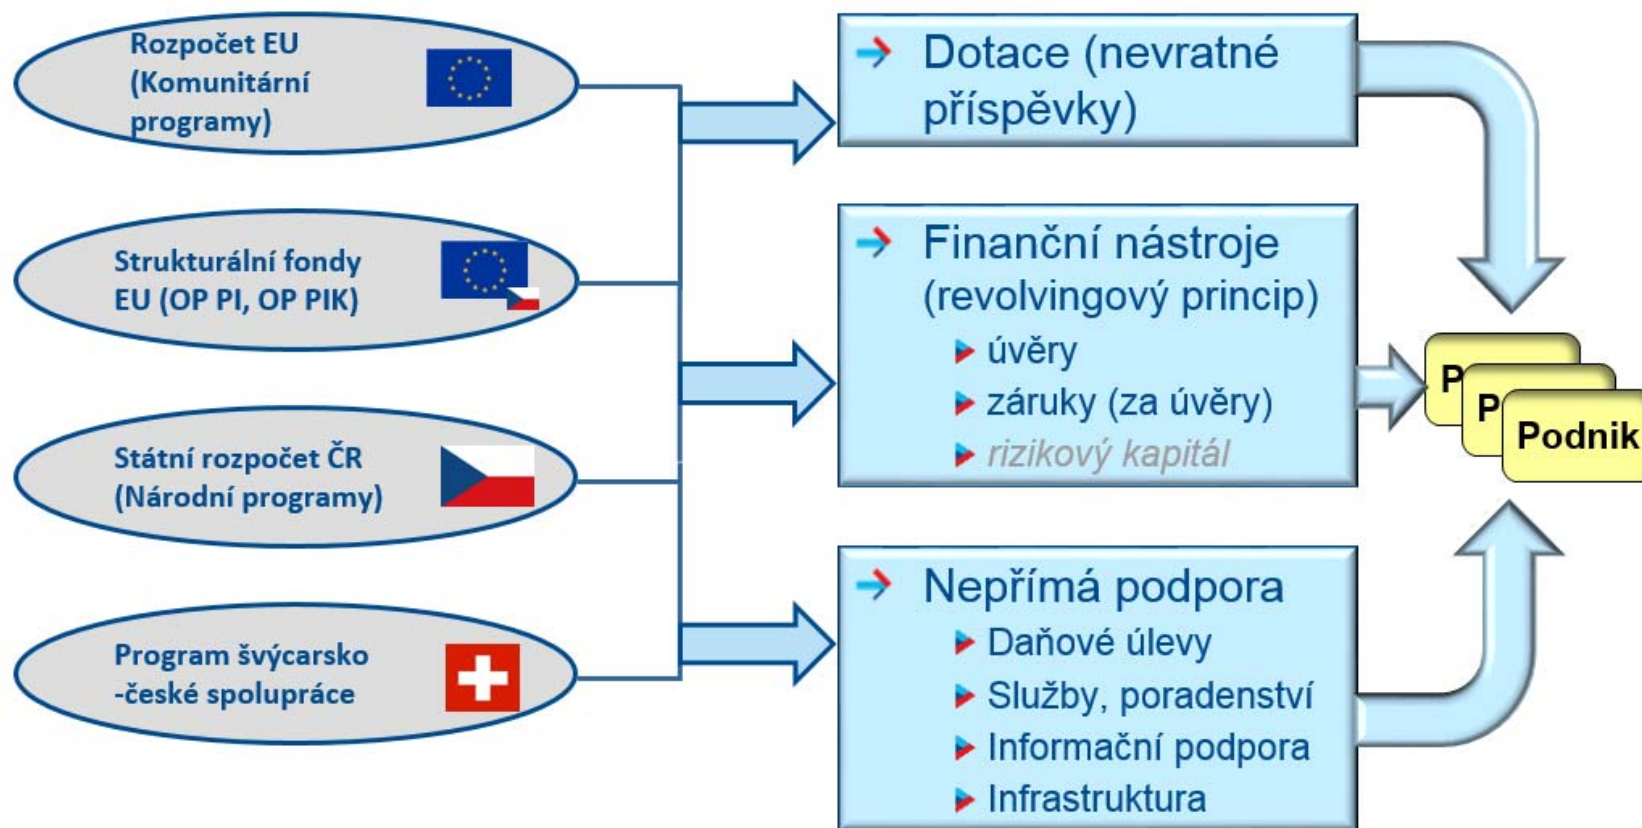 Rozpočet EU
(Komunitární
programy)
Strukturální fondy
EU (OP PI, OP PIK)
Státní rozpočet ČR
(Národní programy)
Program švýcarsko
-české spolupráce
Dotace (nevratné
příspěvky)
Finanční nástroje
(revolvingový princip)
úvěry
záruky (za úvěry)
rizikový kapitál
Nepřímá podpora
Daňové úlevy
Služby, poradenství
Informační podpora
Infrastruktura
P
P
Podnik